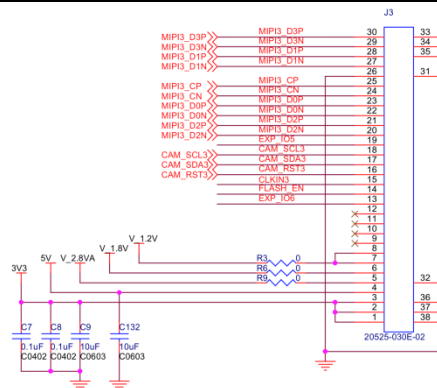 J3
MIPI3_D3P MIPI3_D3P 30 33
MIPI3_D3N MIPI3_D3N 29 34
MIPI3_D1P MIPI3_D1P 28 35
MIPI3_D1N MIPI3_D1N 27
26 31
MIPI3_CP MIPI3_CP 25
MIPI3_CN MIPI3_CN 24
MIPI3_D0P MIPI3_D0P 23
MIPI3_D0N MIPI3_D0N 22
MIPI3_D2P MIPI3_D2P 21
MIPI3_D2N MIPI3_D2N 20
EXP_IO5 19
CAM_SCL3 CAM_SCL3 18
CAM_SDA3 CAM_SDA3 17
CAM_RST3 CAM_RST3 16
CLKIN3 15
FLASH_EN 14
EXP_IO6 13
12
11
10
9
V_1.2V 8
V_1.8V R3 0 7
5V V_2.8VA R6 0 6
3V3 R9 0 5 32
4
3 36
2 37
1 38
C7 C8 C9 C132
0.1uF 0.1uF 10uF 10uF
C0402 C0402 C0603 C0603
20525-030E-02